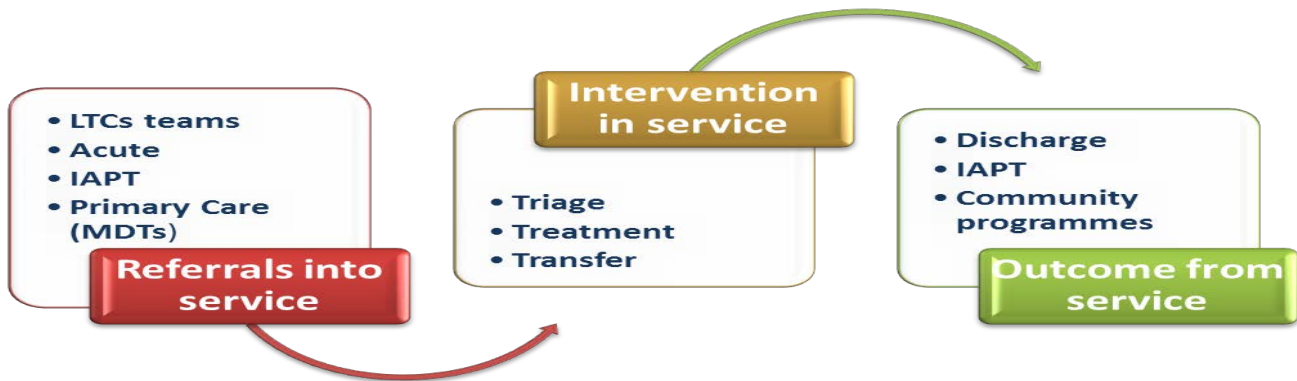 • LTCs teams
• Acute
• IAPT
• Primary Care
(MDTs)
Referrals into
service
Intervention
in service
• Triage
• Treatment
• Transfer
• Discharge
• IAPT
• Community
programmes
Outcome from
service